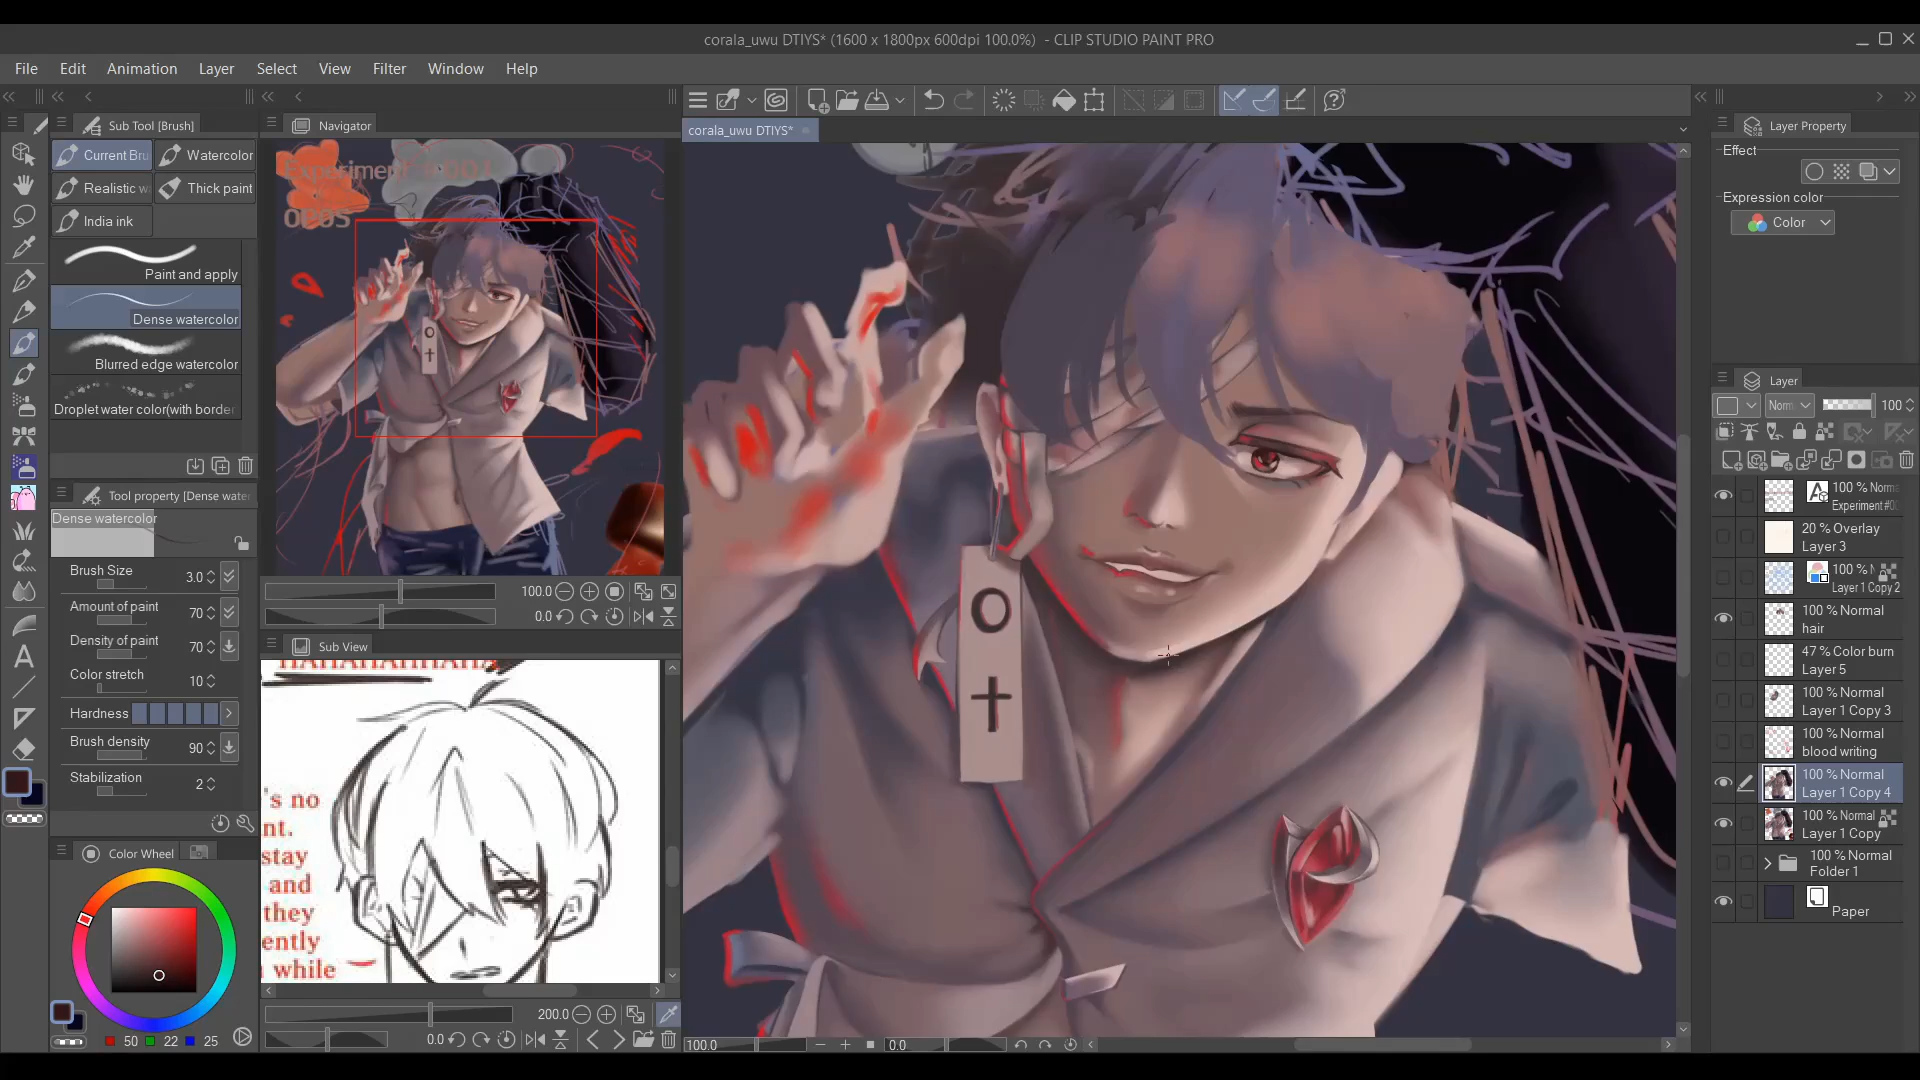 corala_uwu DTIYS* (1600 x 1800px 600dpi 100.0%) - CLIP STUDIO PAINT PRO
File Edit Animation Layer Select View Filter Window Help
Sub Tool [Brush]
Current Bru
Watercolor
Realistic w
Thick paint
India ink
Paint and apply
Dense watercolor
Blurred edge watercolor
Droplet water color(with borde
Tool property [Dense water
Dense watercolor
Brush Size 3.0
Amount of paint 70
Density of paint 70
Color stretch 10
Hardness
Brush density 90
Stabilization 2
Color Wheel
50 22 25
Navigator
Experiment #001
000S
O
†
100.0
0.0
Sub View
's no
nt.
stay
and
they
ently
while
200.0
0.0
corala_uwu DTIYS*
O
†
100.0 0.0
Layer Property
Effect
Expression color
Color
Layer
Norm 100
100 % Norm
Experiment #0
20 % Overlay
Layer 3
100 %
Layer 1 Copy 2
100 % Normal
hair
47 % Color burn
Layer 5
100 % Normal
Layer 1 Copy 3
100 % Normal
blood writing
100 % Normal
Layer 1 Copy 4
100 % Normal
Layer 1 Copy
100 % Normal
Folder 1
Paper